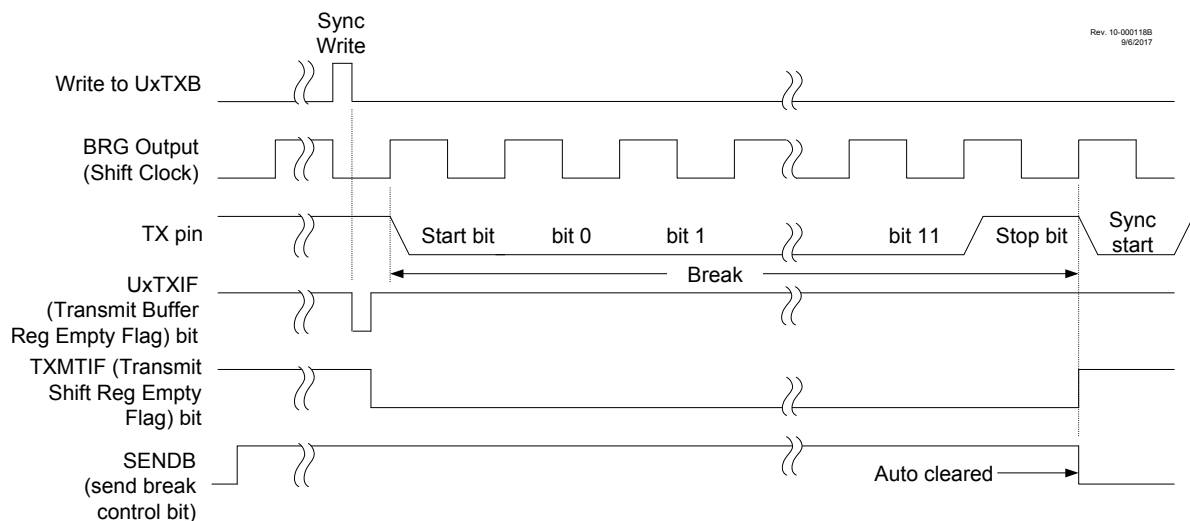 Sync
Write
Rev. 10-000118B
9/6/2017
Write to UxTXB
BRG Output
(Shift Clock)
TX pin
Start bit
bit 0
bit 1
bit 11
Stop bit
Sync
start
Break
UxTXIF
(Transmit Buffer
Reg Empty Flag) bit
TXMTIF (Transmit
Shift Reg Empty
Flag) bit
SENDB
(send break
control bit)
Auto cleared